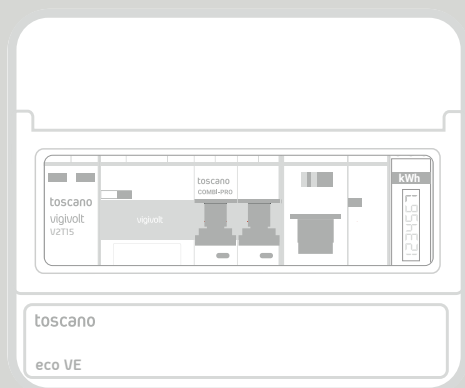 toscano
vigivolt
V2T15
vigivolt
toscano
COMBI-PRO
kWh
1234567
toscano
eco VE